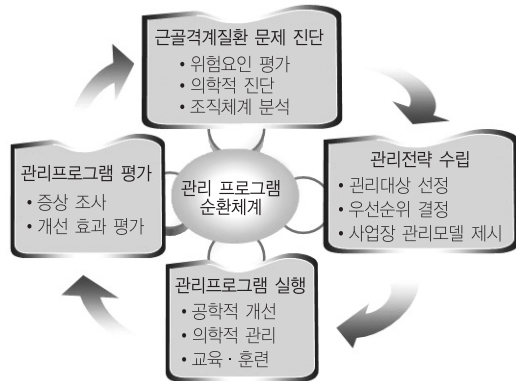 근골격계질환 문제 진단
• 위험요인 평가
• 의학적 진단
• 조직체계 분석
관리전략 수립
• 관리대상 선정
• 우선순위 결정
• 사업장 관리모델 제시
관리프로그램 실행
• 공학적 개선
• 의학적 관리
• 교육 · 훈련
관리프로그램 평가
• 증상 조사
• 개선 효과 평가
관리 프로그램
순환체계